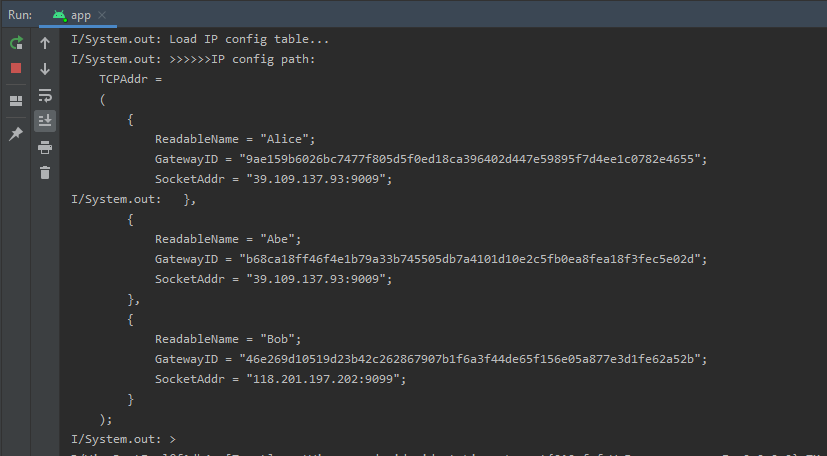 Run: app
I/System.out: Load IP config table...
I/System.out: >>>>>>IP config path:
TCPAddr =
(
{
ReadableName = "Alice";
GatewayID = "9ae159b6026bc7477f805d5f0ed18ca396402d447e59895f7d4ee1c0782e4655";
SocketAddr = "39.109.137.93:9009";
I/System.out: },
{
ReadableName = "Abe";
GatewayID = "b68ca18ff46f4e1b79a33b745505db7a4101d10e2c5fb0ea8fea18f3fec5e02d";
SocketAddr = "39.109.137.93:9009";
},
{
ReadableName = "Bob";
GatewayID = "46e269d10519d23b42c262867907b1f6a3f44de65f156e05a877e3d1fe62a52b";
SocketAddr = "118.201.197.202:9099";
}
);
I/System.out: >